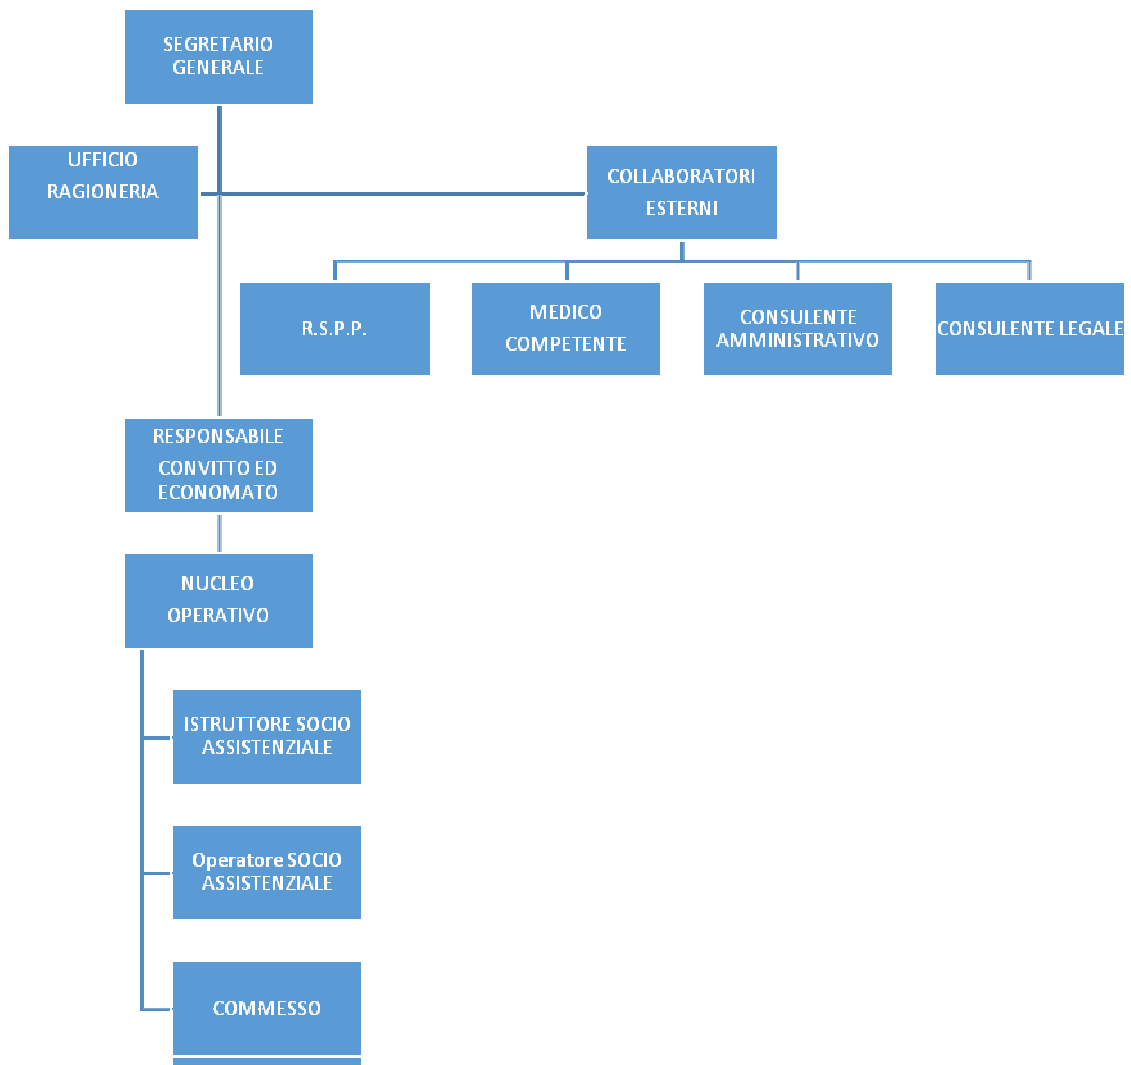 SEGRETARIO
GENERALE
UFFICIO
RAGIONERIA
COLLABORATORI
ESTERNI
R.S.P.P.
MEDICO
COMPETENTE
CONSULENTE
AMMINISTRATIVO
CONSULENTE LEGALE
RESPONSABILE
CONVITTO ED
ECONOMATO
NUCLEO
OPERATIVO
ISTRUTTORE SOCIO
ASSISTENZIALE
Operatore SOCIO
ASSISTENZIALE
COMMESSO